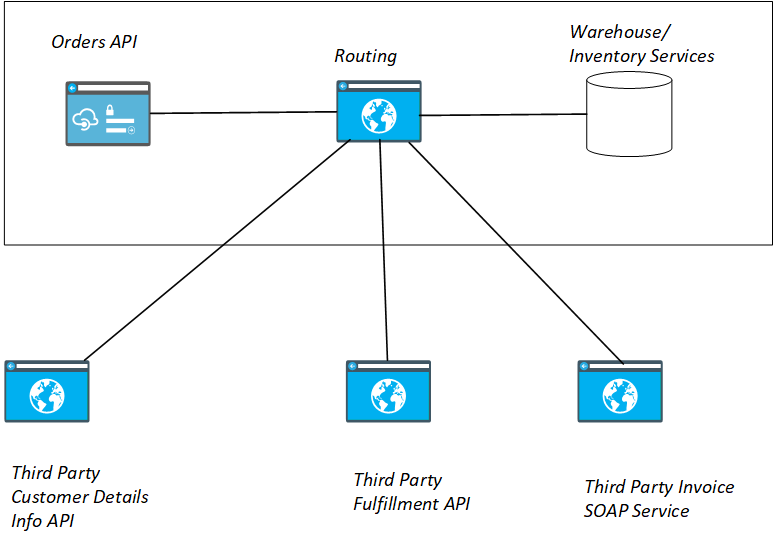 Orders API
Routing
Warehouse/
Inventory Services
Third Party
Customer Details
Info API
Third Party
Fulfillment API
Third Party Invoice
SOAP Service